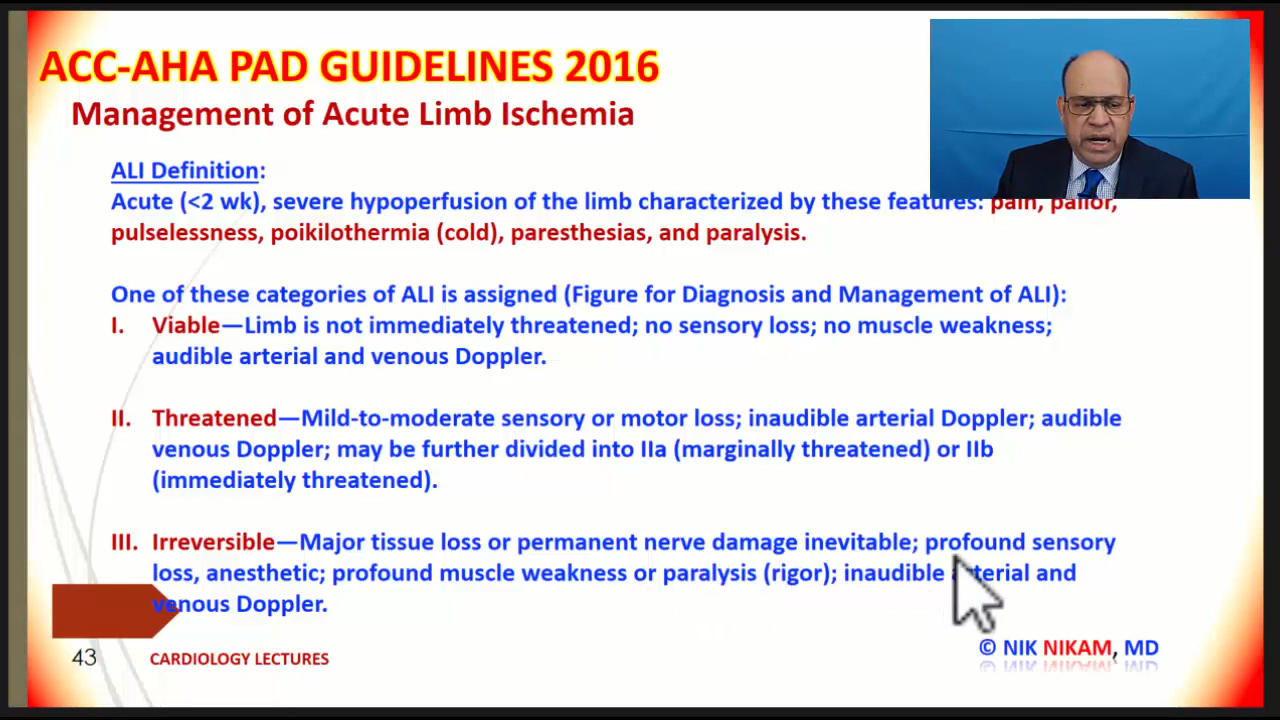 ACC-AHA PAD GUIDELINES 2016
Management of Acute Limb Ischemia
ALI Definition:
Acute (<2 wk), severe hypoperfusion of the limb characterized by these features: pain, pallor,
pulselessness, poikilothermia (cold), paresthesias, and paralysis.
One of these categories of ALI is assigned (Figure for Diagnosis and Management of ALI):
I. Viable—Limb is not immediately threatened; no sensory loss; no muscle weakness;
audible arterial and venous Doppler.
II. Threatened—Mild-to-moderate sensory or motor loss; inaudible arterial Doppler; audible
venous Doppler; may be further divided into IIa (marginally threatened) or IIb
(immediately threatened).
III. Irreversible—Major tissue loss or permanent nerve damage inevitable; profound sensory
loss, anesthetic; profound muscle weakness or paralysis (rigor); inaudible arterial and
venous Doppler.
43
CARDIOLOGY LECTURES
© NIK NIKAM, MD